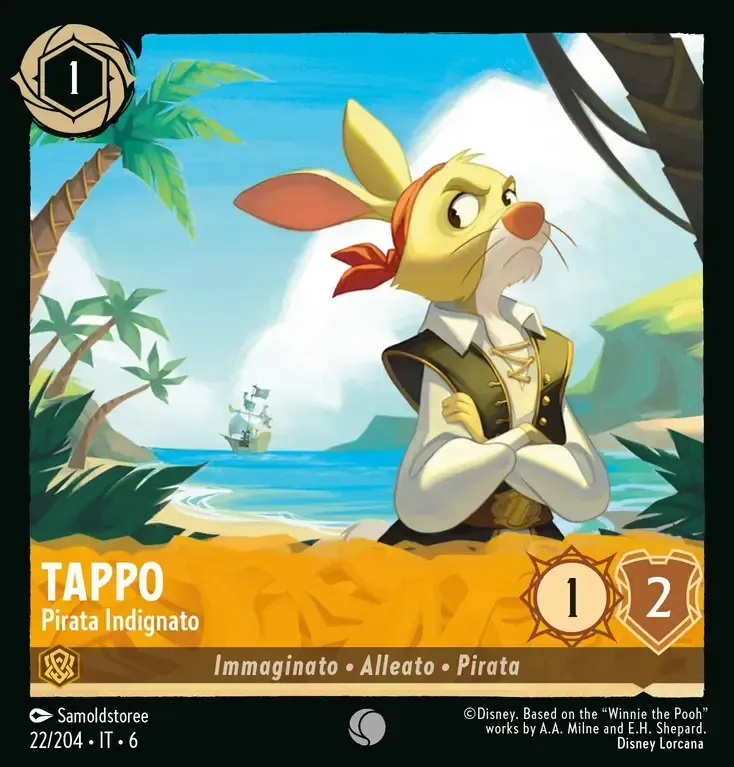 1
TAPPO
Pirata Indignato
1
2
Immaginato • Alleato • Pirata
Samoldstoree
22/204 • IT • 6
©Disney. Based on the “Winnie the Pooh”
works by A.A. Milne and E.H. Shepard.
Disney Lorcana